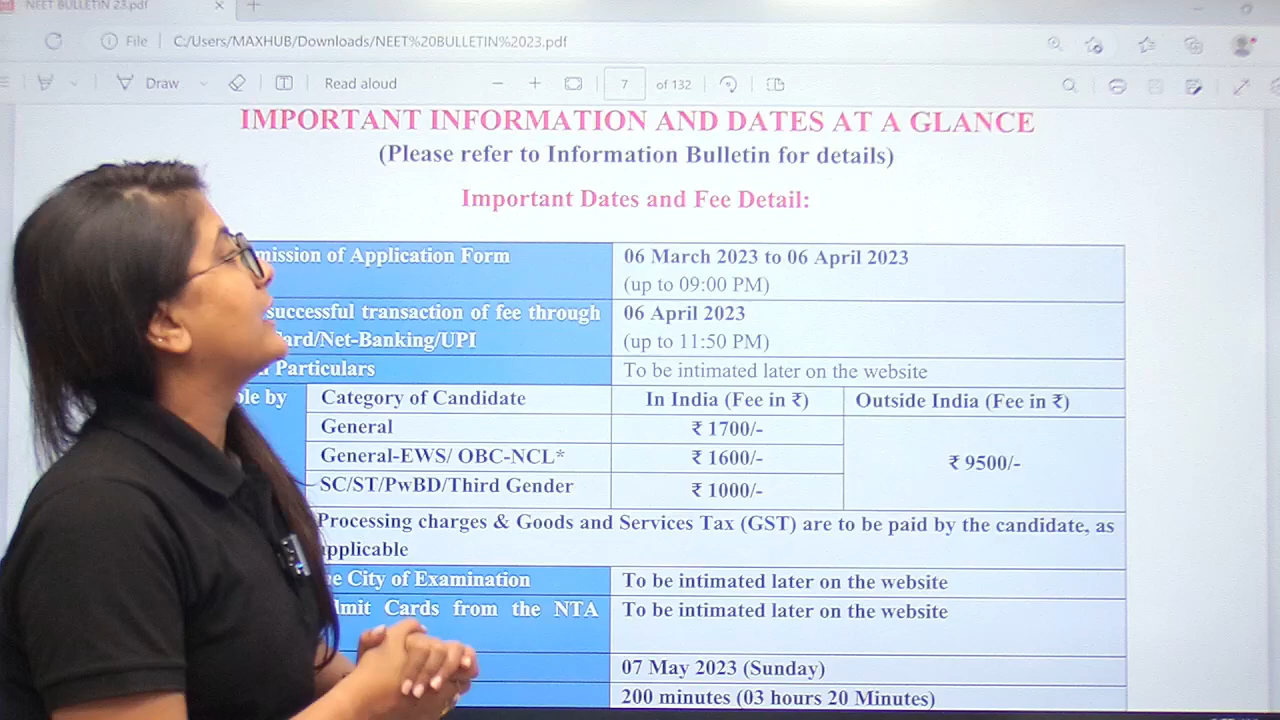 NEET BULLETIN 23.pdf
File | C:/Users/MAXHUB/Downloads/NEET%20BULLETIN%2023.pdf
Draw
Read aloud
7 of 132
IMPORTANT INFORMATION AND DATES AT A GLANCE
(Please refer to Information Bulletin for details)
Important Dates and Fee Detail:
mission of Application Form
06 March 2023 to 06 April 2023
(up to 09:00 PM)
successful transaction of fee through
ard/Net-Banking/UPI
06 April 2023
(up to 11:50 PM)
Particulars
To be intimated later on the website
ble by
Category of Candidate
In India (Fee in ₹)
Outside India (Fee in ₹)
General
₹ 1700/-
General-EWS/ OBC-NCL*
₹ 1600/-
₹ 9500/-
SC/ST/PwBD/Third Gender
₹ 1000/-
Processing charges & Goods and Services Tax (GST) are to be paid by the candidate, as
pplicable
e City of Examination
To be intimated later on the website
dmit Cards from the NTA
To be intimated later on the website
07 May 2023 (Sunday)
200 minutes (03 hours 20 Minutes)